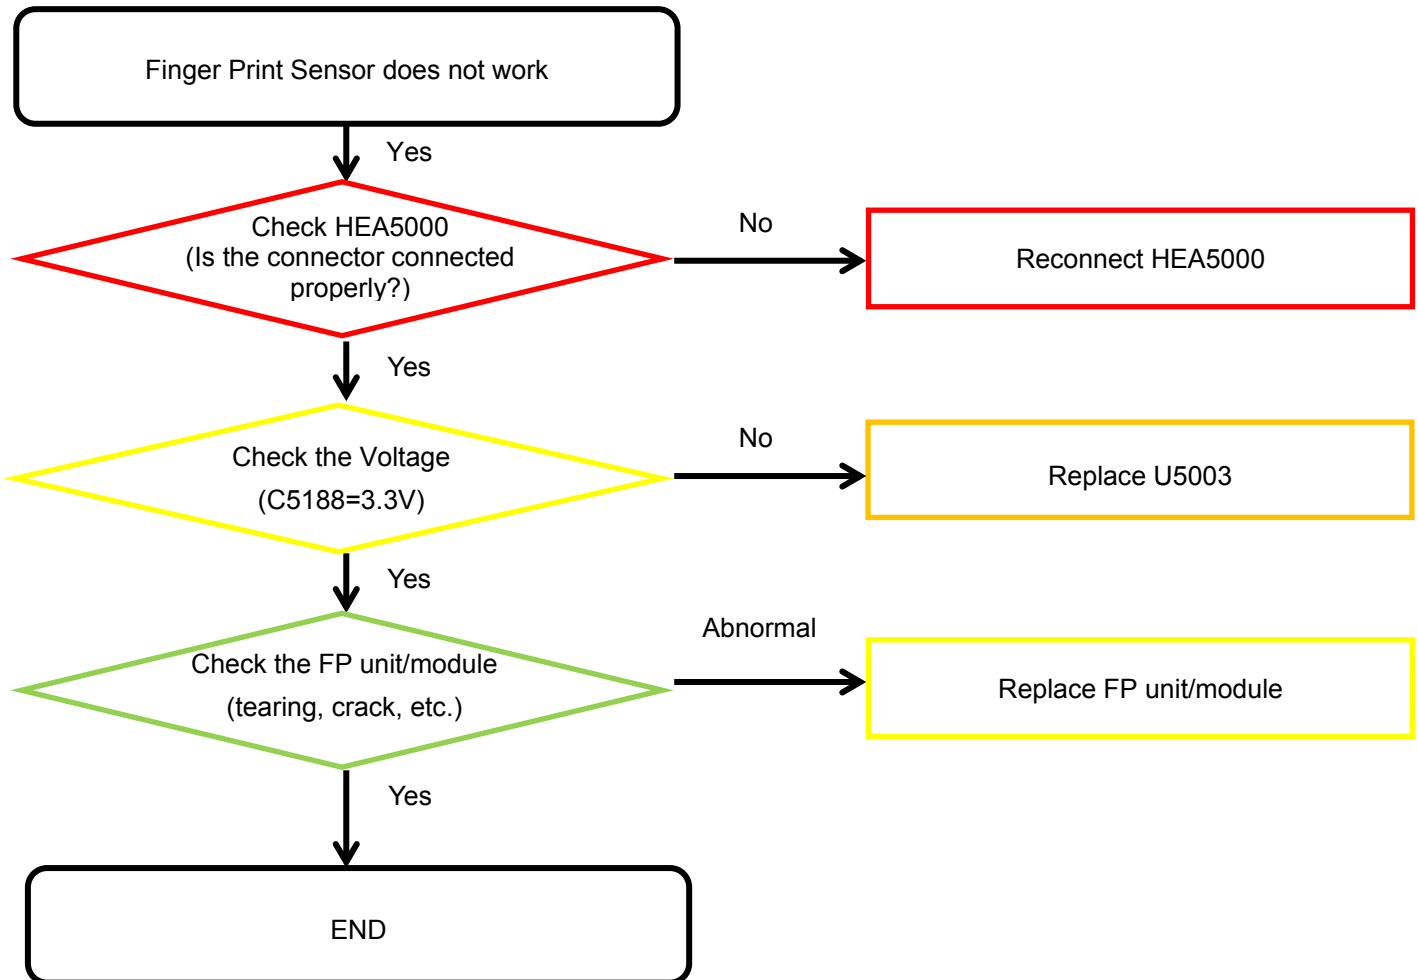 Finger Print Sensor does not work
Yes
Check HEA5000
(Is the connector connected
properly?)
No
Reconnect HEA5000
Yes
Check the Voltage
(C5188=3.3V)
No
Replace U5003
Yes
Check the FP unit/module
(tearing, crack, etc.)
Abnormal
Replace FP unit/module
Yes
END